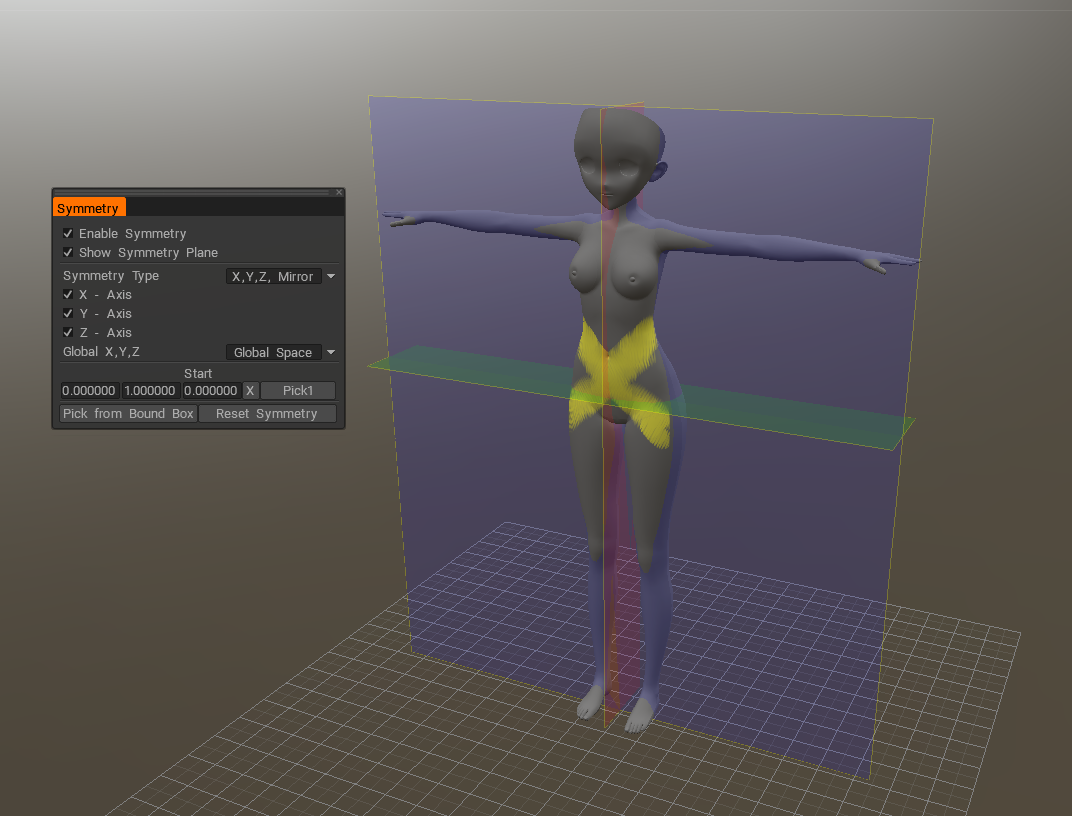 Symmetry
Enable Symmetry
Show Symmetry Plane
Symmetry Type X,Y,Z, Mirror
X - Axis
Y - Axis
Z - Axis
Global X,Y,Z Global Space
Start
0.000000 1.000000 0.000000 X Pick1
Pick from Bound Box Reset Symmetry